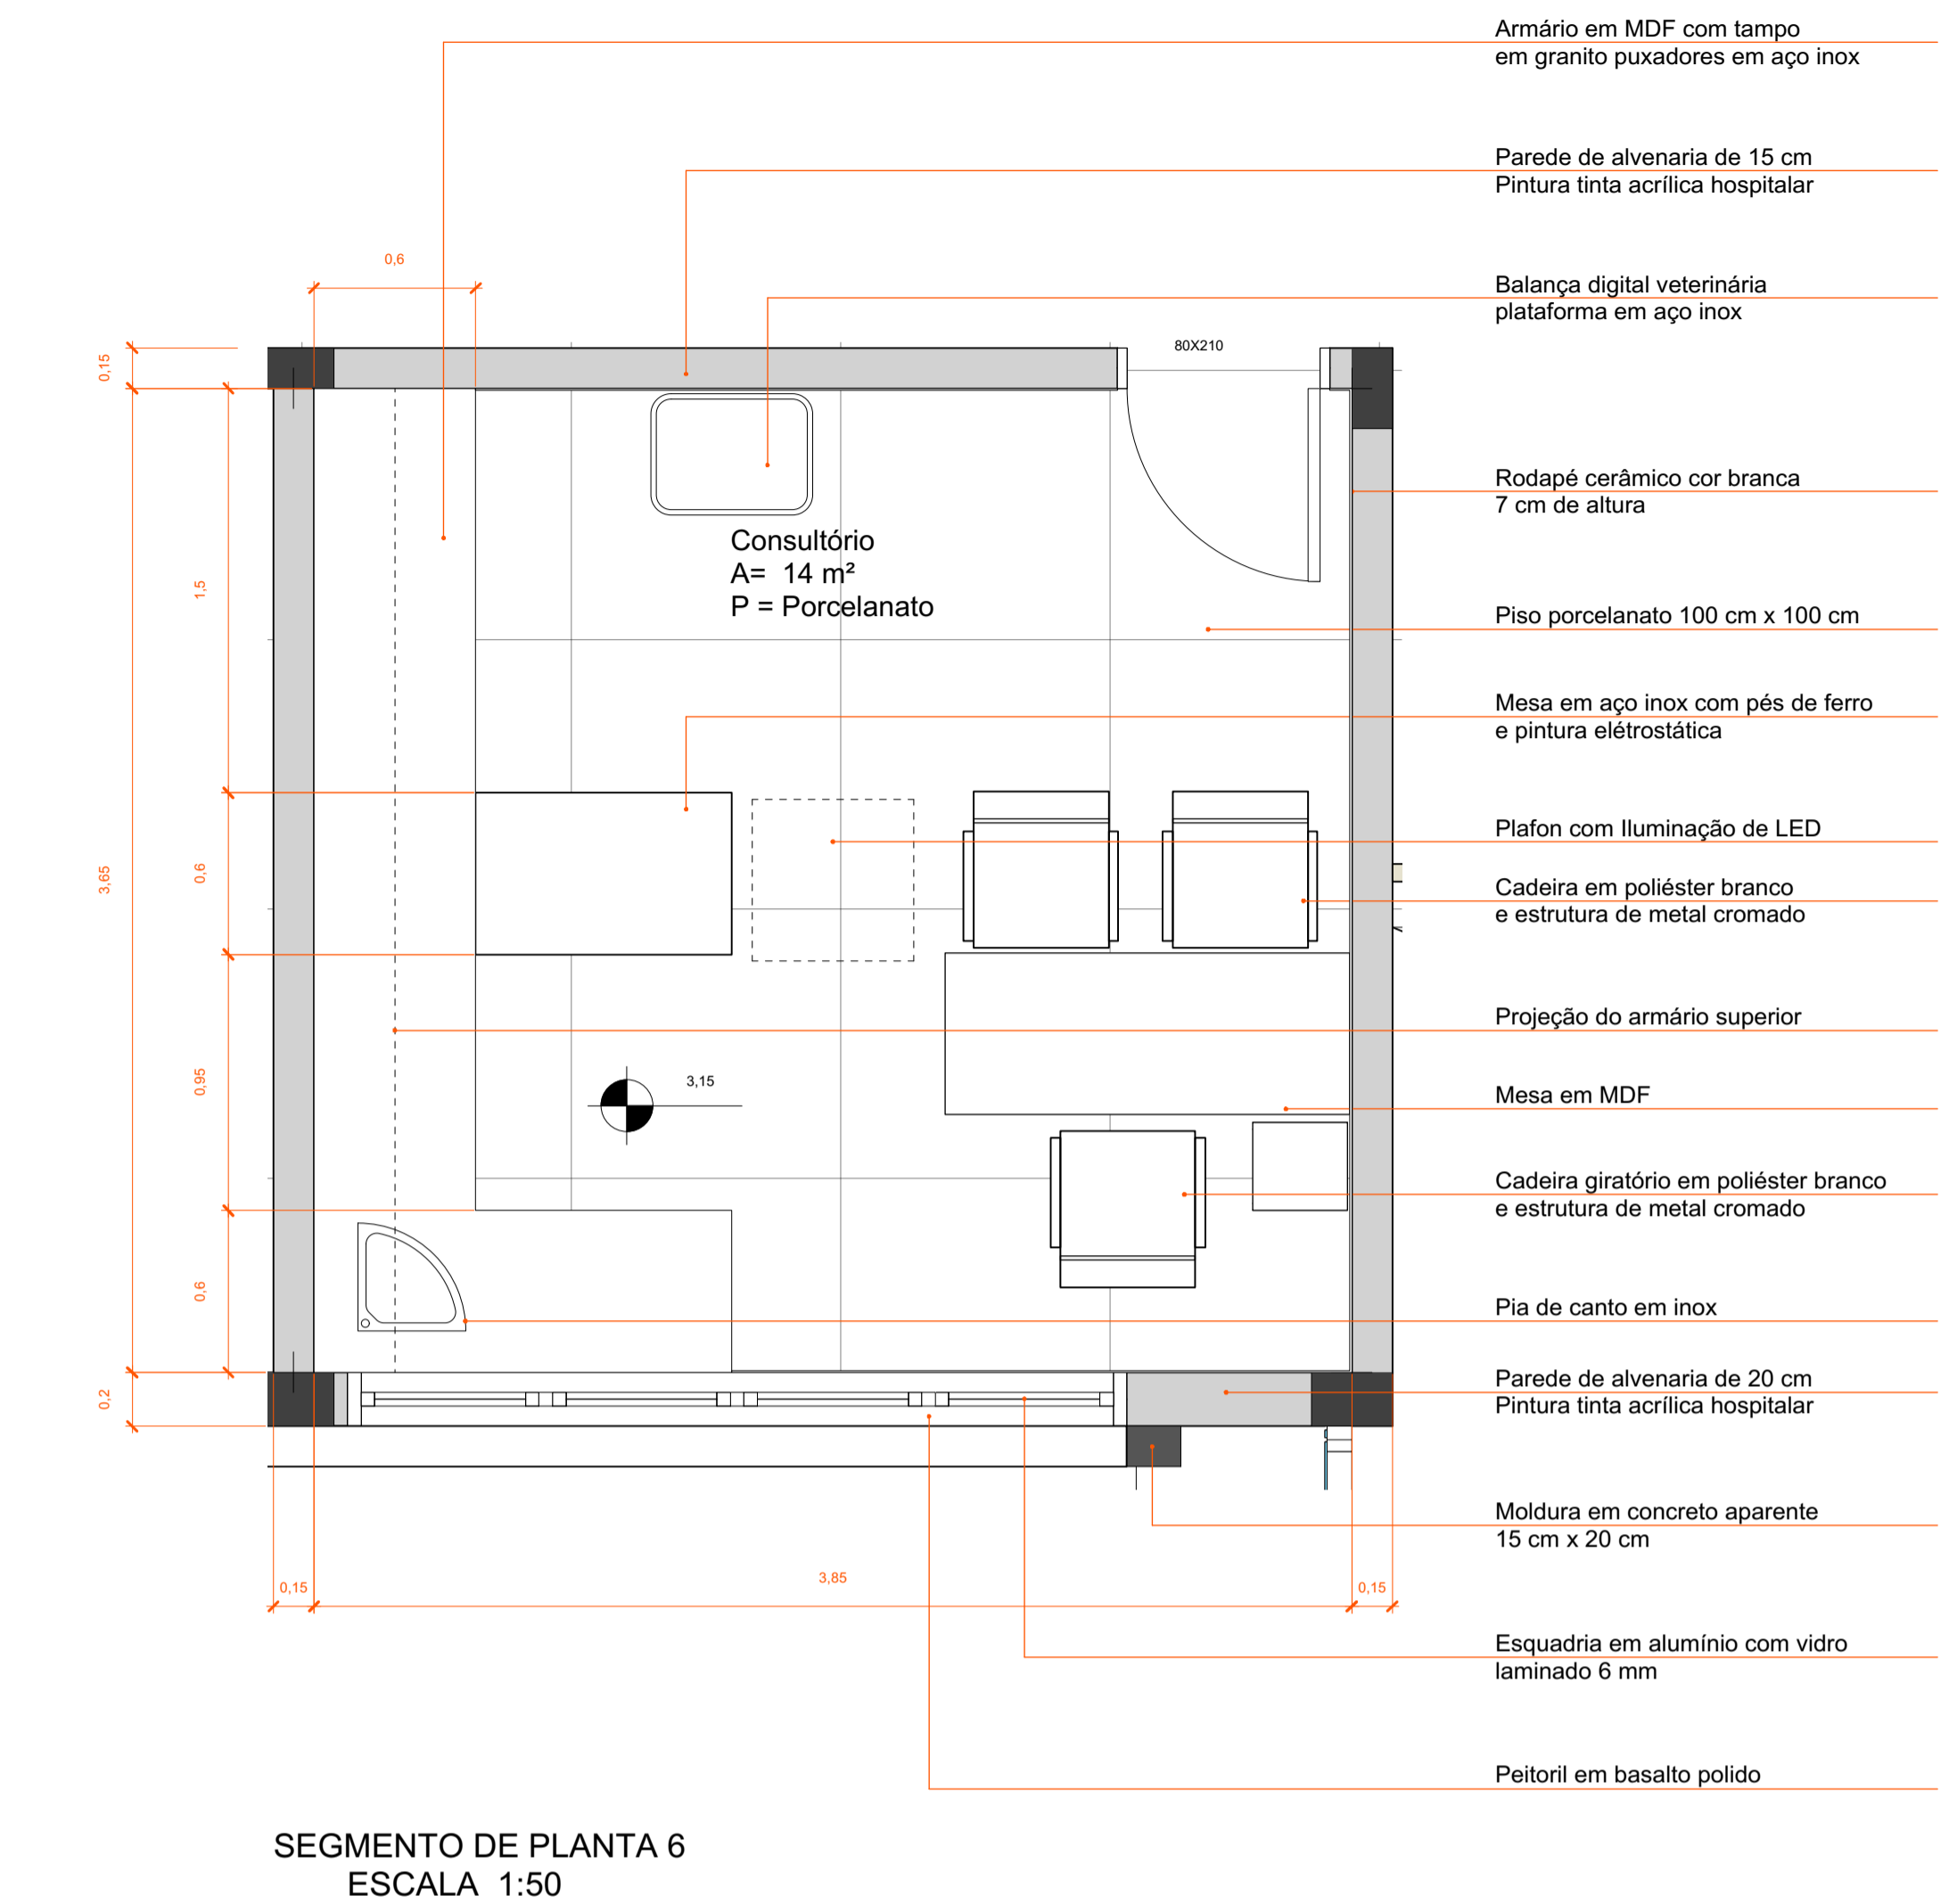 Armário em MDF com tampo
em granito puxadores em aço inox
Parede de alvenaria de 15 cm
Pintura tinta acrílica hospitalar
0,6
Balança digital veterinária
plataforma em aço inox
0,15
80X210
Rodapé cerâmico cor branca
7 cm de altura
Consultório
A= 14 m²
P = Porcelanato
1,5
Piso porcelanato 100 cm x 100 cm
Mesa em aço inox com pés de ferro
e pintura elétrostática
Plafon com Iluminação de LED
3,65
0,6
Cadeira em poliéster branco
e estrutura de metal cromado
Projeção do armário superior
0,95
3,15
Mesa em MDF
Cadeira giratório em poliéster branco
e estrutura de metal cromado
0,6
Pia de canto em inox
0,2
Parede de alvenaria de 20 cm
Pintura tinta acrílica hospitalar
Moldura em concreto aparente
15 cm x 20 cm
0,15
3,85
0,15
Esquadria em alumínio com vidro
laminado 6 mm
Peitoril em basalto polido
SEGMENTO DE PLANTA 6
ESCALA 1:50